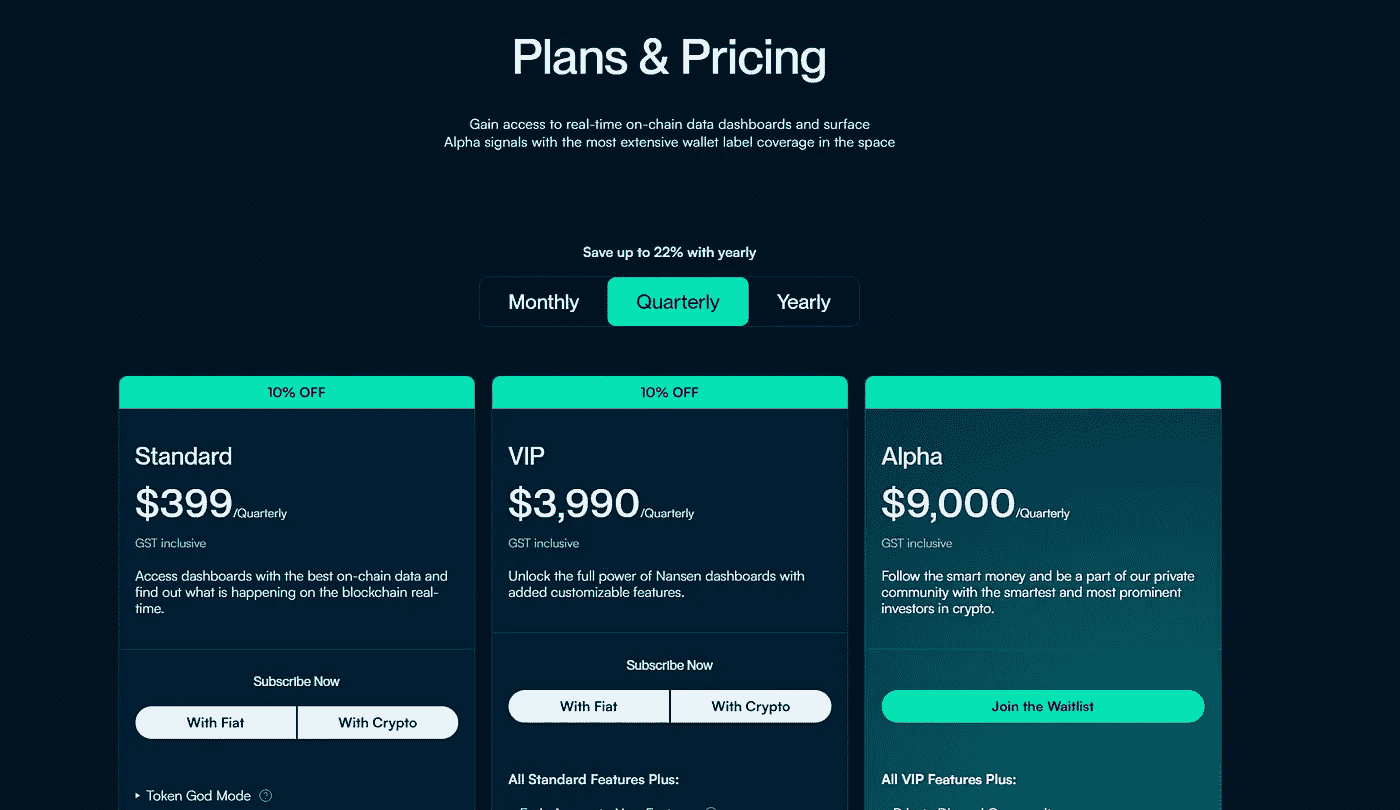 Plans & Pricing
Gain access to real-time on-chain data dashboards and surface
Alpha signals with the most extensive wallet label coverage in the space
Save up to 22% with yearly
Monthly
Quarterly
Yearly
10% OFF
Standard
$399/Quarterly
GST inclusive
Access dashboards with the best on-chain data and
find out what is happening on the blockchain real-
time.
Subscribe Now
With Fiat
With Crypto
Token God Mode
10% OFF
VIP
$3,990/Quarterly
GST inclusive
Unlock the full power of Nansen dashboards with
added customizable features.
Subscribe Now
With Fiat
With Crypto
All Standard Features Plus:
Alpha
$9,000/Quarterly
GST inclusive
Follow the smart money and be a part of our private
community with the smartest and most prominent
investors in crypto.
Join the Waitlist
All VIP Features Plus: